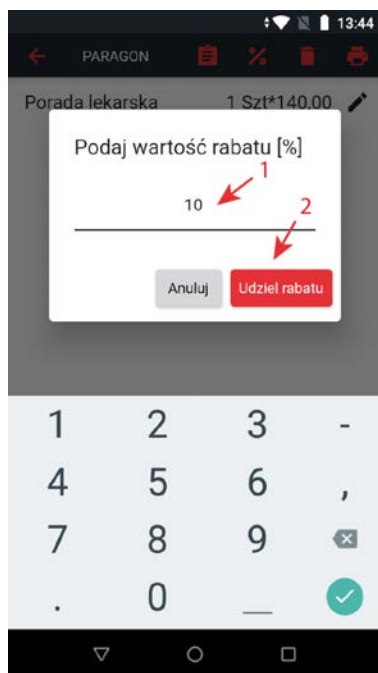 13:44
PARAGON
Porada lekarska 1 Szt*140,00
Podaj wartość rabatu [%]
1
10
2
Anuluj Udziel rabatu
1 2 3 -
4 5 6 ,
7 8 9
. 0 _